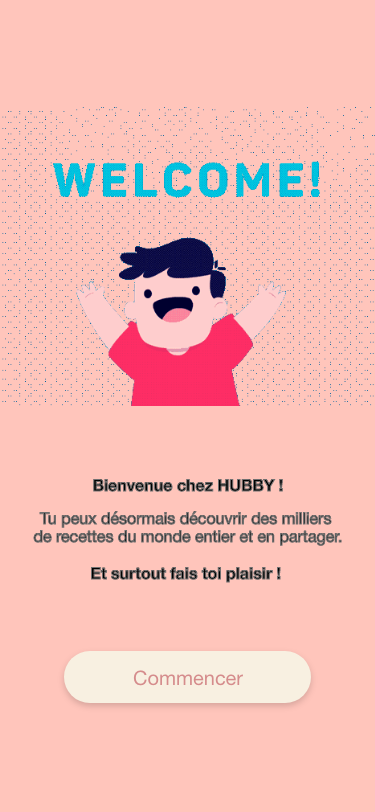 WELCOME!
Bienvenue chez HUBBY !
Tu peux désormais découvrir des milliers
de recettes du monde entier et en partager.
Et surtout fais toi plaisir !
Commencer